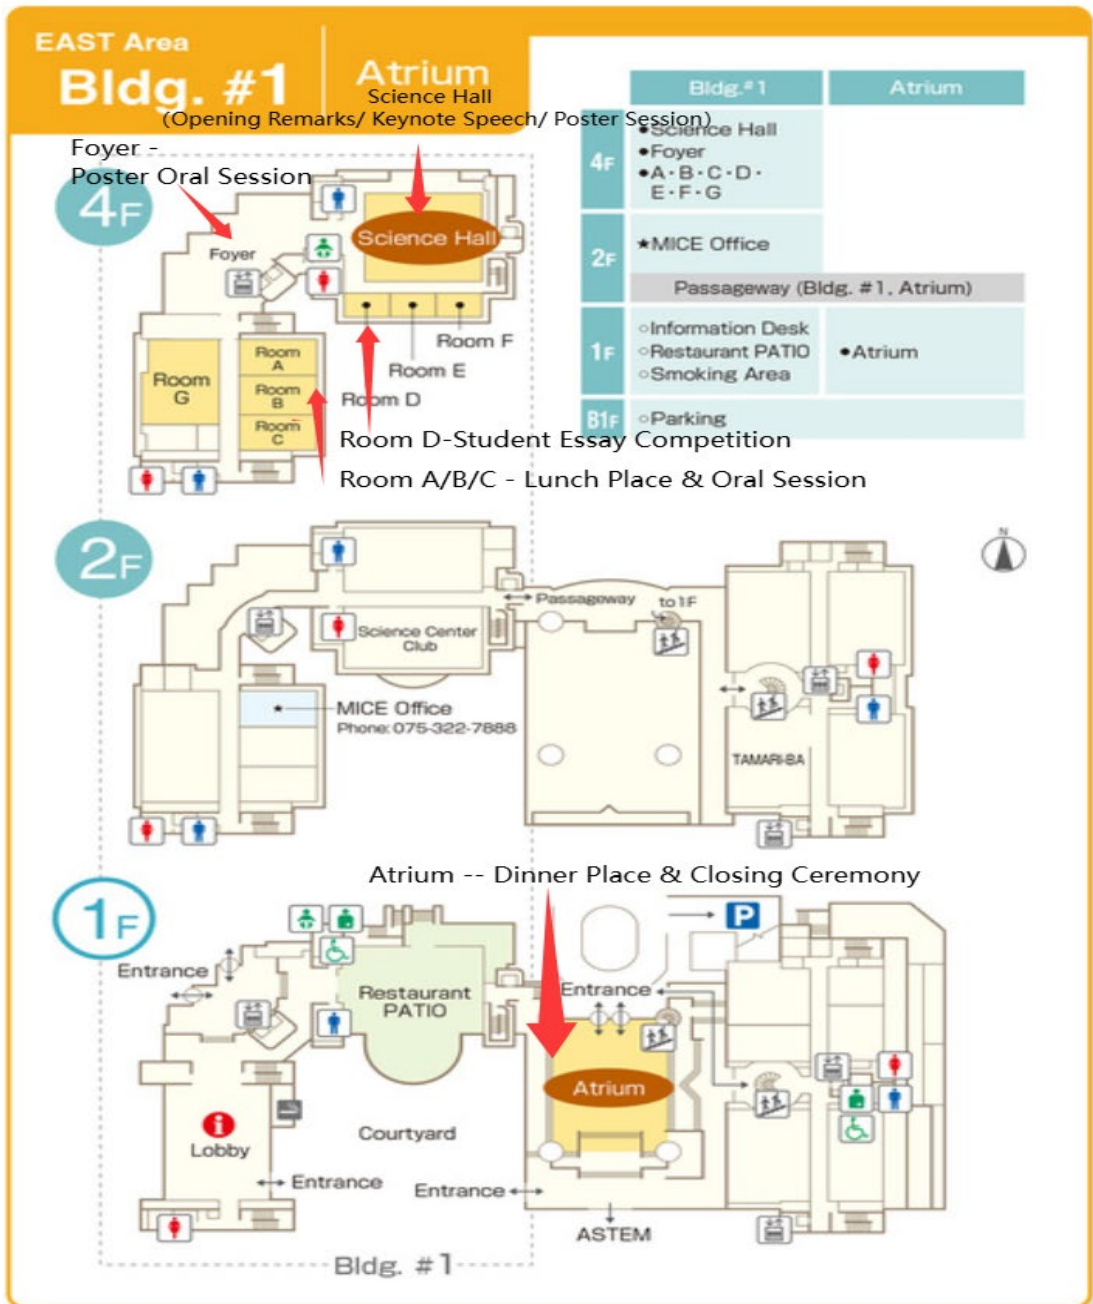 EAST Area
Bldg. #1
Atrium
Science Hall
(Opening Remarks/ Keynote Speech/ Poster Session)
Foyer -
Poster Oral Session
Bldg.#1
Atrium
4F
●Science Hall
●Foyer
●A・B・C・D・
E・F・G
2F
★MICE Office
Passageway (Bldg. #1, Atrium)
1F
○Information Desk
○Restaurant PATIO
○Smoking Area
●Atrium
B1F
○Parking
4F
Science Hall
Foyer
Room F
Room E
Room D
Room
G
Room
A
Room
B
Room
C
Room D-Student Essay Competition
Room A/B/C - Lunch Place & Oral Session
2F
N
Passageway
to 1F
Science Center
Club
★
MICE Office
Phone: 075-322-7888
TAMARI-BA
Atrium -- Dinner Place & Closing Ceremony
1F
P
Entrance
Restaurant
PATIO
Entrance
Atrium
i
Lobby
Courtyard
Entrance
Entrance
ASTEM
Bldg. #1